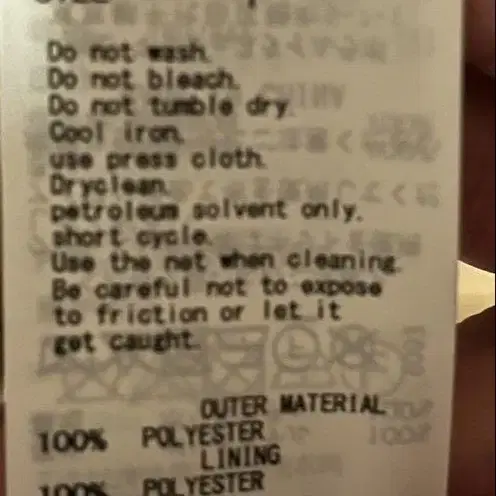 Do not wash.
Do not bleach.
Do not tumble dry.
Cool iron.
use press cloth.
Dryclean.
petroleum solvent only.
short cycle.
Use the net when cleaning.
Be careful not to expose
to friction or let it
get caught.
OUTER MATERIAL
100% POLYESTER
LINING
100% POLYESTER